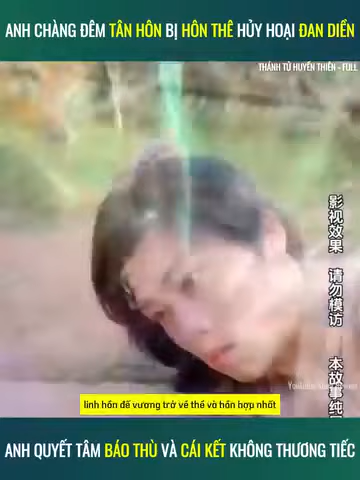 ANH CHÀNG ĐÊM TÂN HÔN BỊ HÔN THÊ HỦY HOẠI ĐAN DIỀN
THÁNH TỬ HUYỀN THIÊN - FULL
影视效果 请勿模访 本故事纯
linh hồn đế vương trở về thể và hồn hợp nhất
ANH QUYẾT TÂM BÁO THÙ VÀ CÁI KẾT KHÔNG THƯƠNG TIẾC